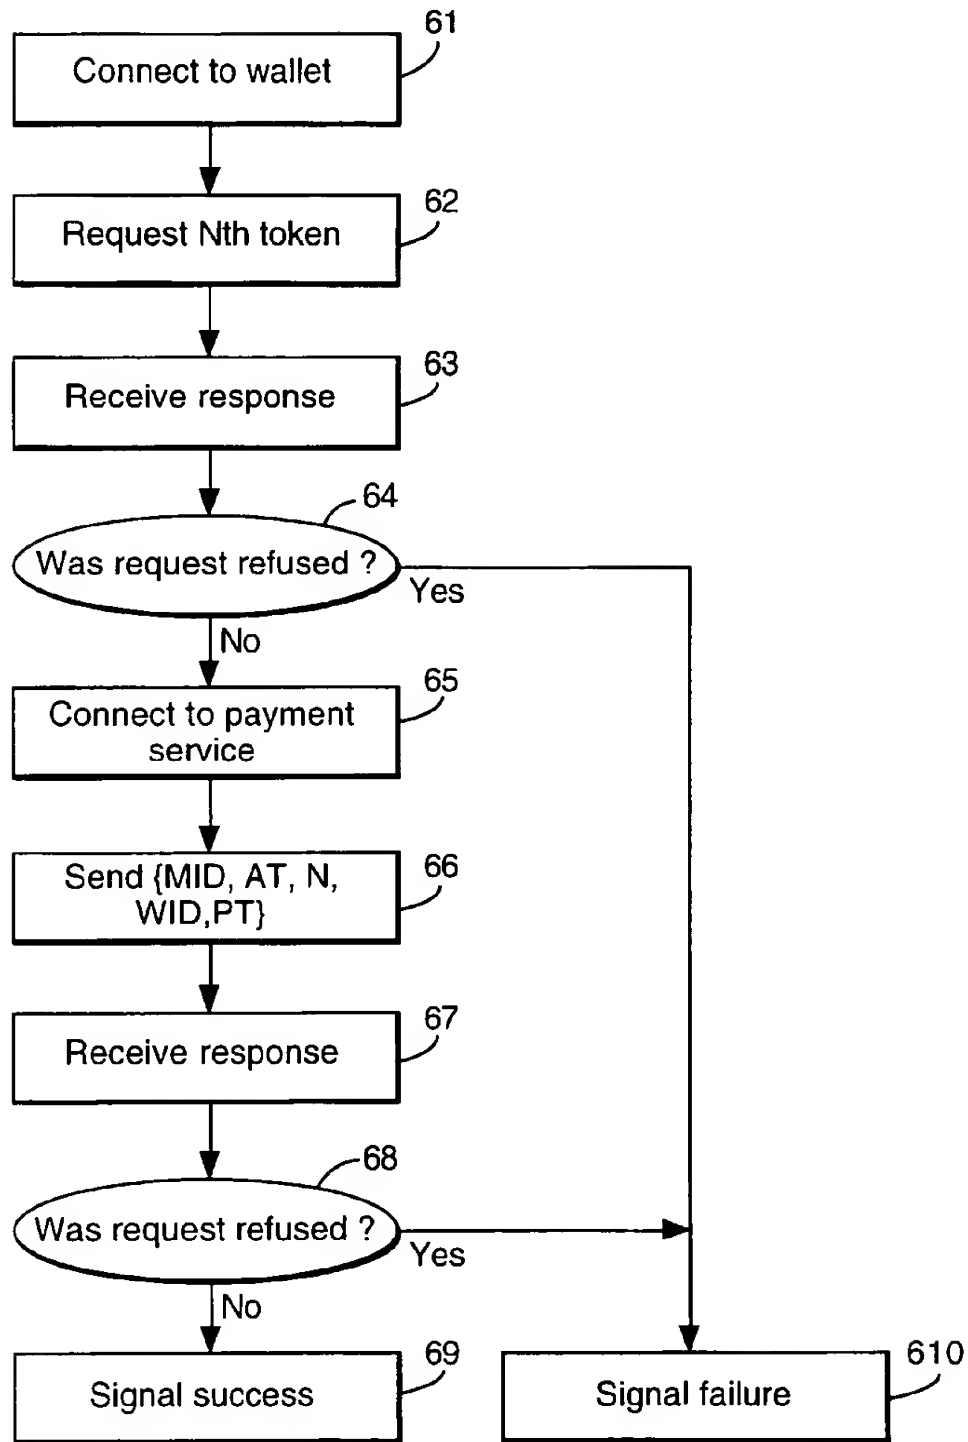 61
Connect to wallet
62
Request Nth token
63
Receive response
64
Was request refused ?
Yes
No
65
Connect to payment
service
66
Send {MID, AT, N,
WID,PT}
67
Receive response
68
Was request refused ?
Yes
No
69
Signal success
610
Signal failure